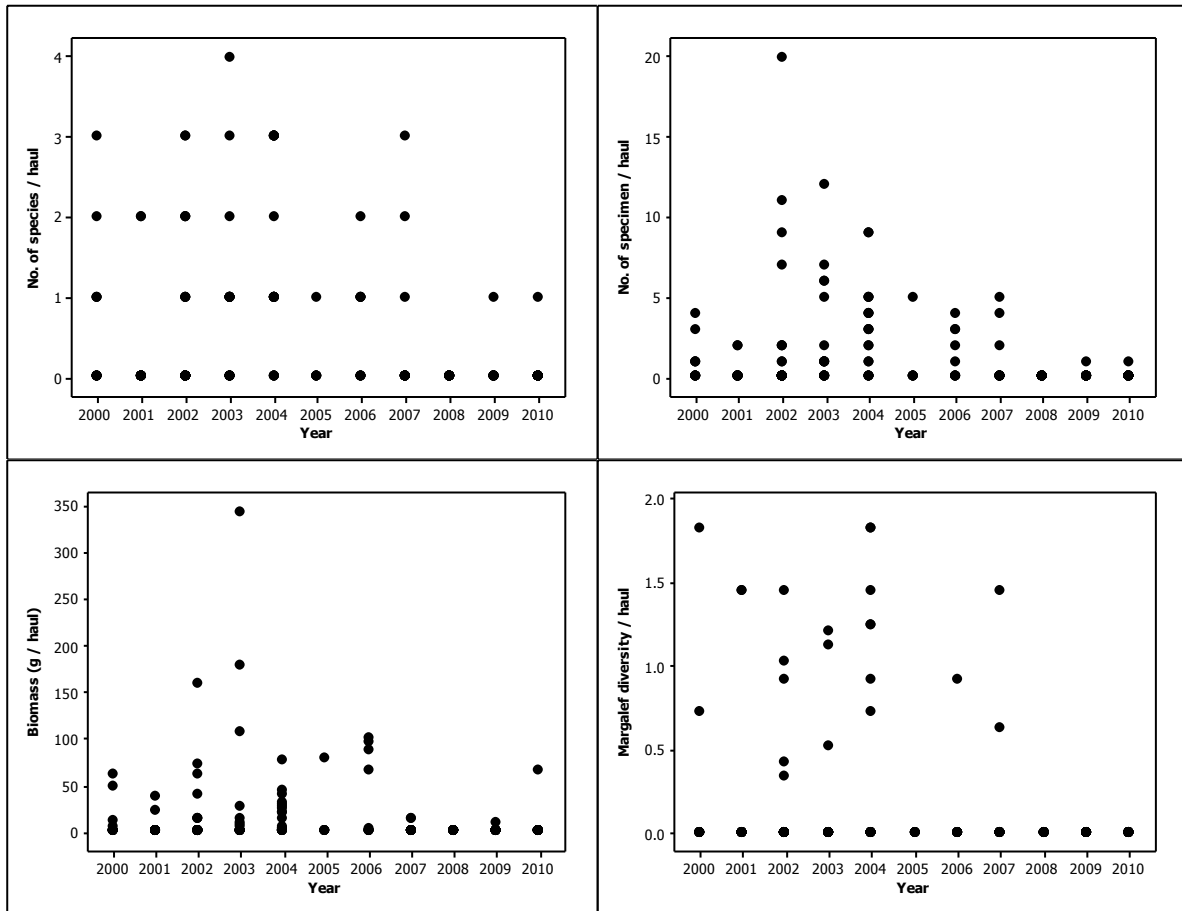 No. of species / haul
4
3
2
1
0
2000 2001 2002 2003 2004 2005 2006 2007 2008 2009 2010
Year
No. of specimen / haul
20
15
10
5
0
2000 2001 2002 2003 2004 2005 2006 2007 2008 2009 2010
Year
Biomass (g / haul)
350
300
250
200
150
100
50
0
2000 2001 2002 2003 2004 2005 2006 2007 2008 2009 2010
Year
Margalef diversity / haul
2.0
1.5
1.0
0.5
0.0
2000 2001 2002 2003 2004 2005 2006 2007 2008 2009 2010
Year